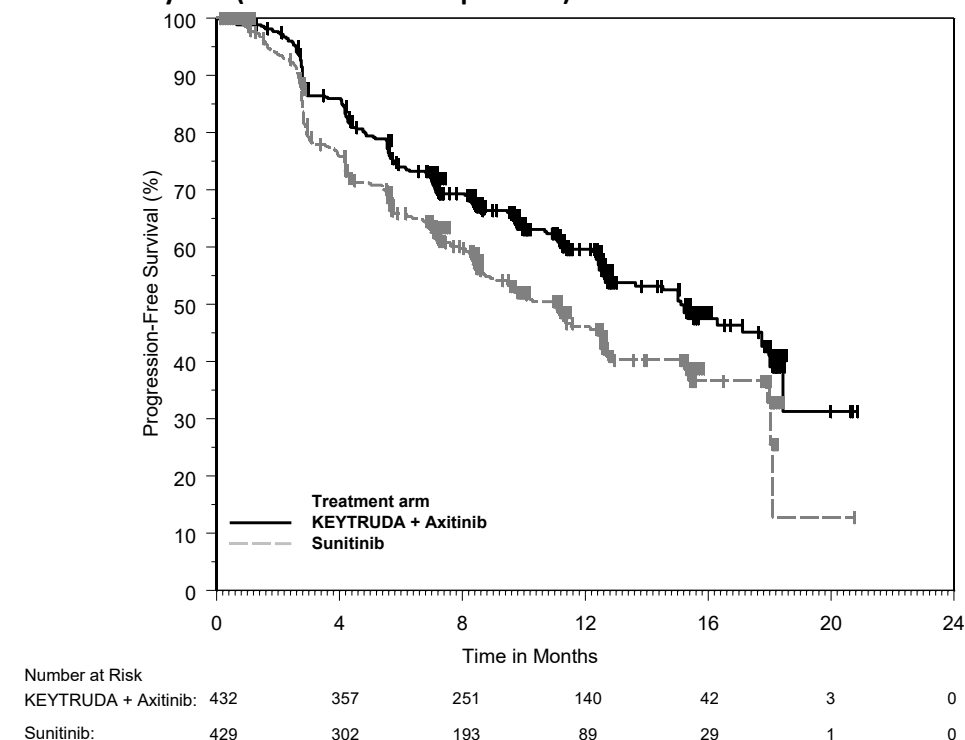 Progression-Free Survival (%)
100
90
80
70
60
50
40
30
20
10
0
Treatment arm
KEYTRUDA + Axitinib
Sunitinib
0 4 8 12 16 20 24
Time in Months
Number at Risk
KEYTRUDA + Axitinib: 432 357 251 140 42 3 0
Sunitinib: 429 302 193 89 29 1 0